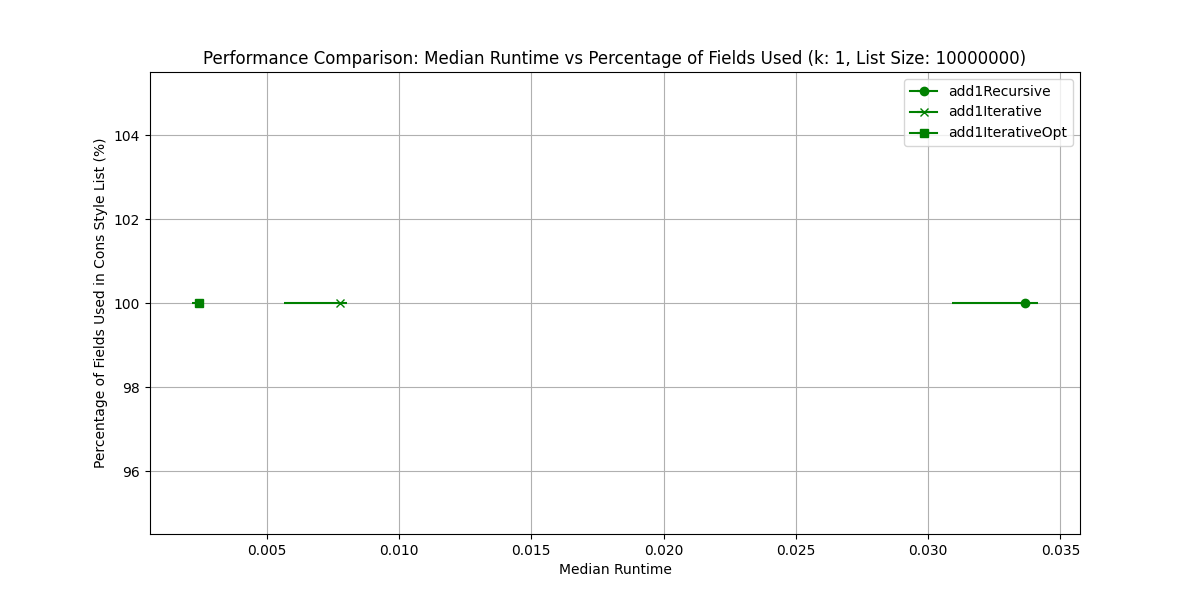 Performance Comparison: Median Runtime vs Percentage of Fields Used (k: 1, List Size: 10000000)
add1Recursive
add1Iterative
add1IterativeOpt
Percentage of Fields Used in Cons Style List (%)
104
102
100
98
96
0.005 0.010 0.015 0.020 0.025 0.030 0.035
Median Runtime